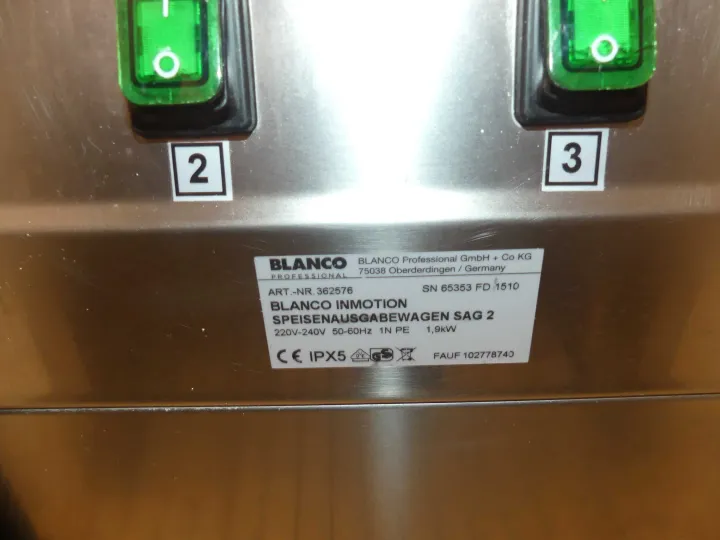 2
3
BLANCO
PROFESSIONAL
BLANCO Professional GmbH + Co KG
75038 Oberderdingen / Germany
ART.-NR. 362576 SN 65353 FD 1510
BLANCO INMOTION
SPEISENAUSGABEWAGEN SAG 2
220V-240V 50-60Hz 1N PE 1,9kW
CE IPX5 GS FAUF 102778743